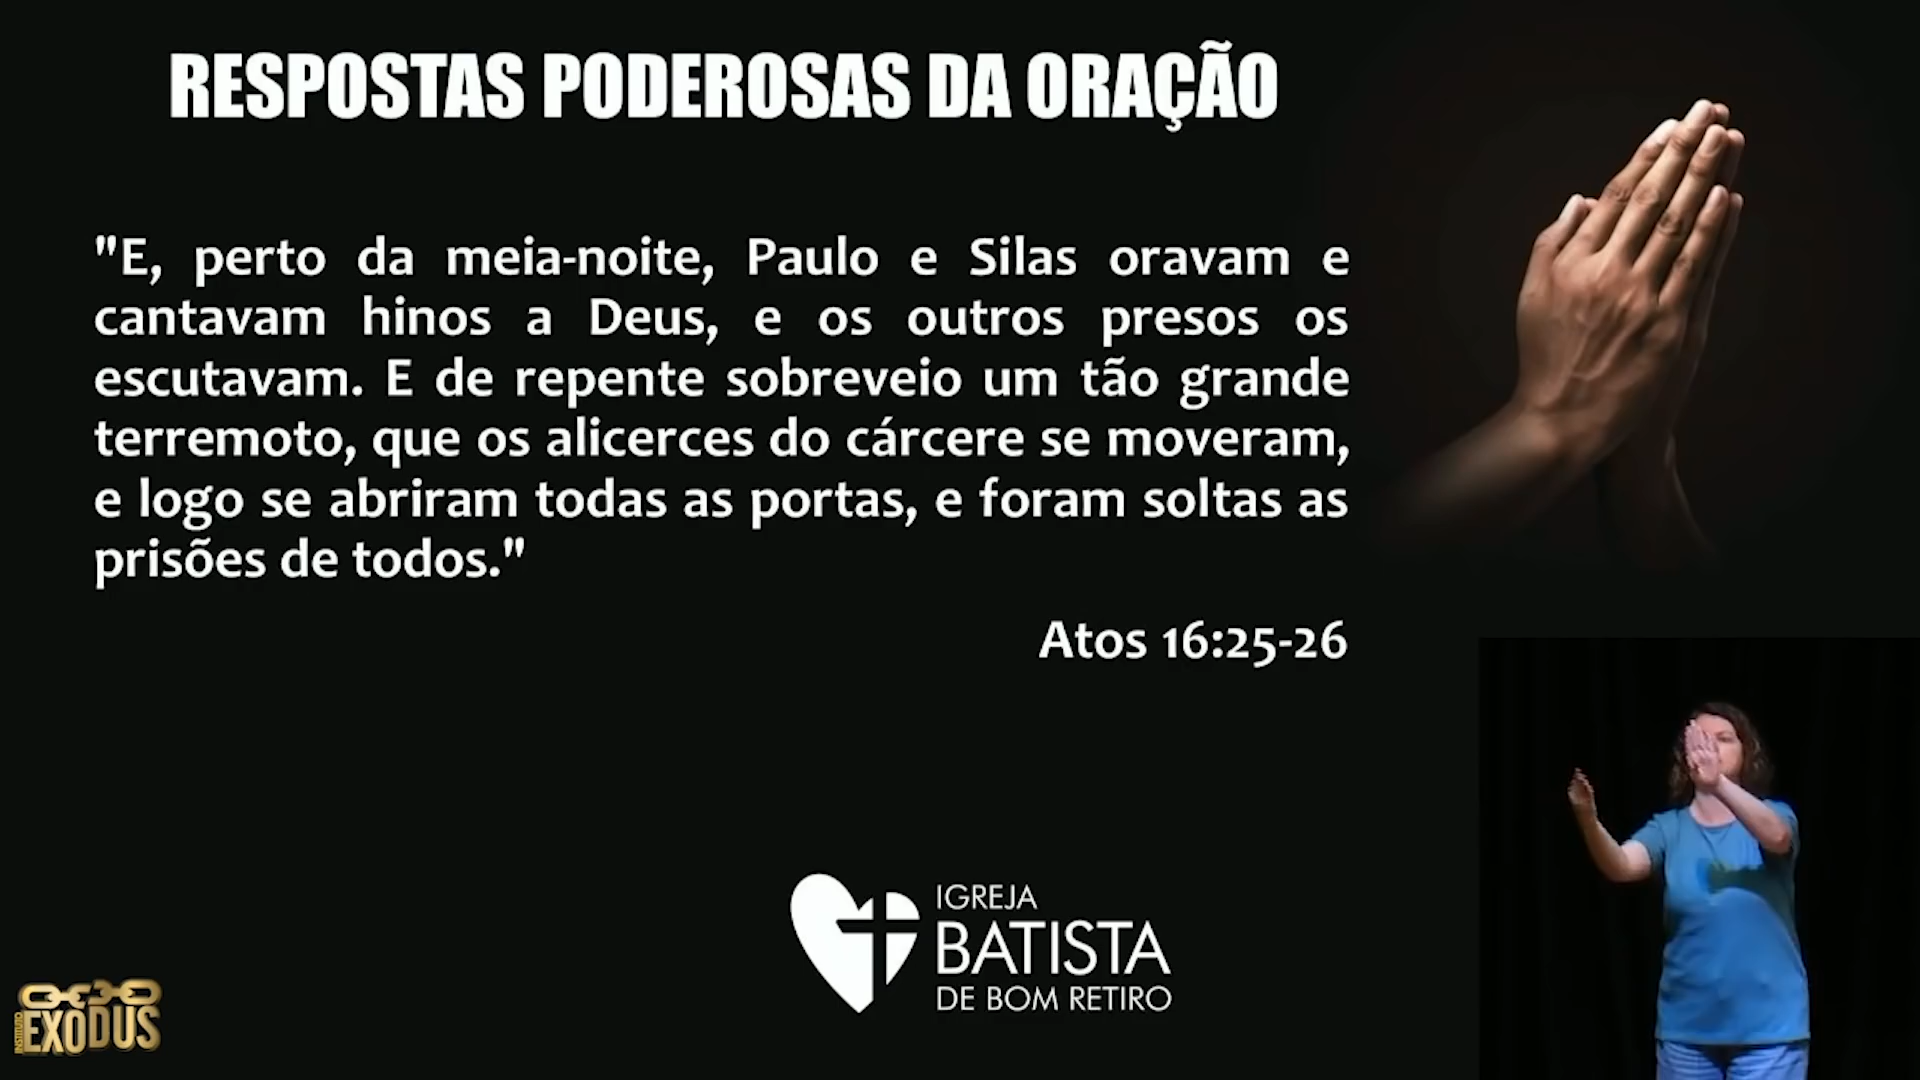 RESPOSTAS PODEROSAS DA ORAÇÃO
"E, perto da meia-noite, Paulo e Silas oravam e
cantavam hinos a Deus, e os outros presos os
escutavam. E de repente sobreveio um tão grande
terremoto, que os alicerces do cárcere se moveram,
e logo se abriram todas as portas, e foram soltas as
prisões de todos."
Atos 16:25-26
IGREJA
BATISTA
DE BOM RETIRO
INSTITUTO
EXODUS